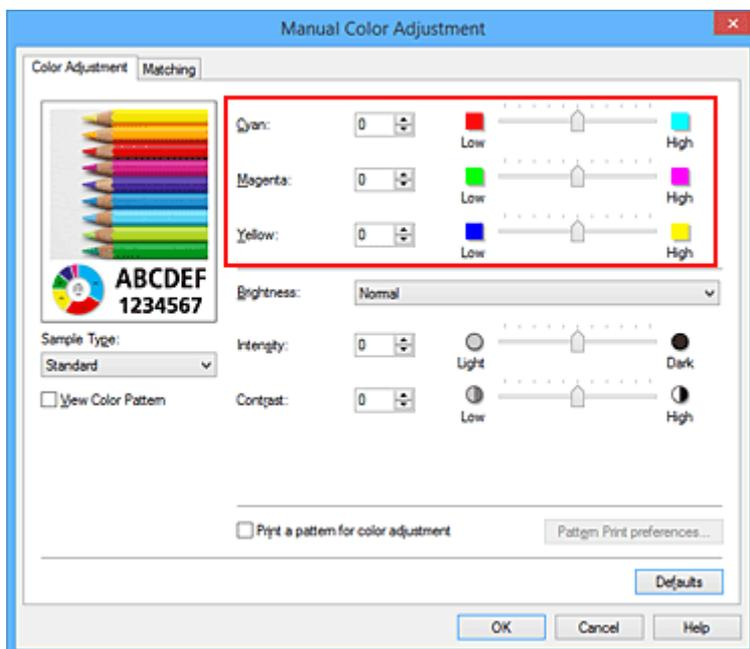 Manual Color Adjustment
Color Adjustment Matching
Cyan: 0 Low High
Magenta: 0 Low High
Yellow: 0 Low High
ABCDEF
1234567
Brightness: Normal
Sample Type:
Standard
Intensity: 0 Light Dark
View Color Pattern
Contrast: 0 Low High
Print a pattern for color adjustment Pattern Print preferences...
Defaults
OK Cancel Help